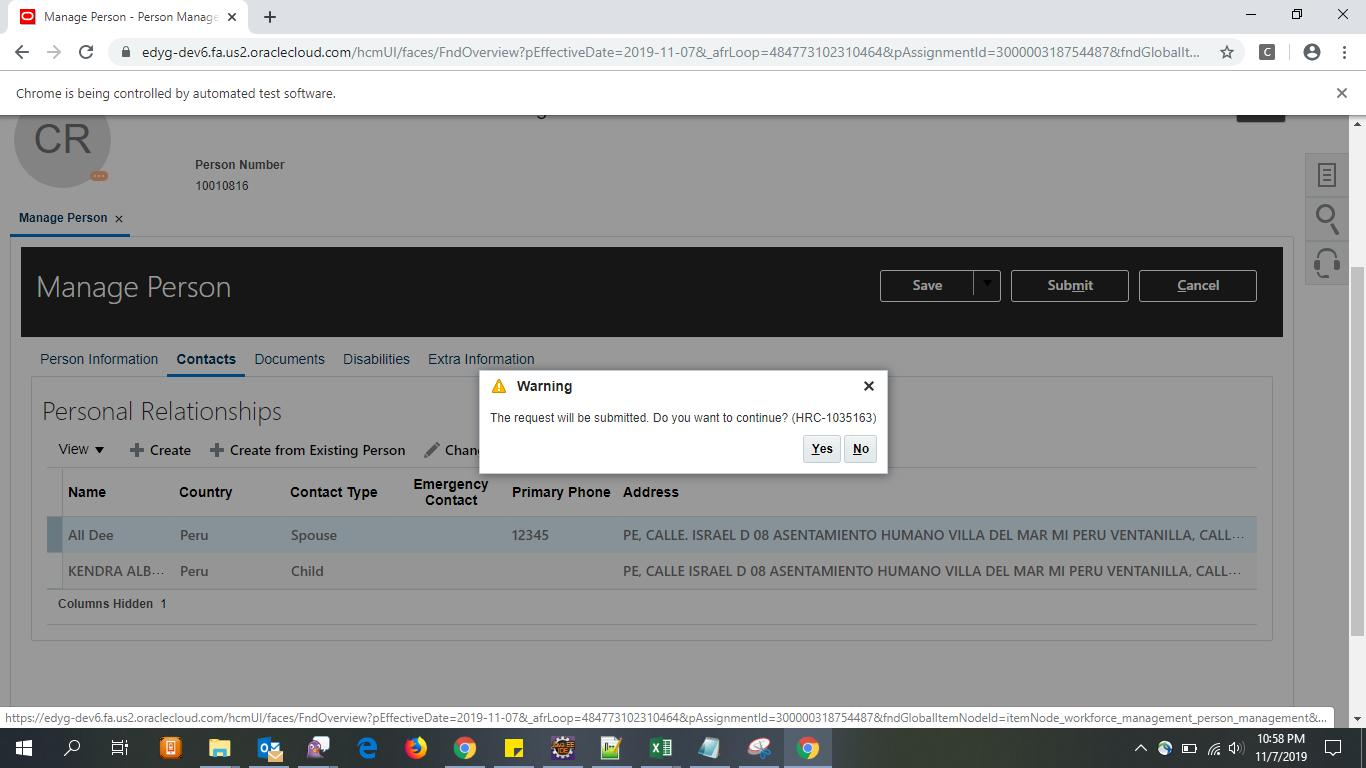 Manage Person - Person Manage
edyg-dev6.fa.us2.oraclecloud.com/hcmUI/faces/FndOverview?pEffectiveDate=2019-11-07&_afrLoop=484773102310464&pAssignmentId=300000318754487&fndGlobalIt...
C
Chrome is being controlled by automated test software.
CR
Person Number
10010816
Manage Person
Manage Person
Save
Submit
Cancel
Person Information Contacts Documents Disabilities Extra Information
Warning
The request will be submitted. Do you want to continue? (HRC-1035163)
Yes No
Personal Relationships
View Create Create from Existing Person Chan
Name Country Contact Type Emergency Contact Primary Phone Address
All Dee Peru Spouse 12345 PE, CALLE. ISRAEL D 08 ASENTAMIENTO HUMANO VILLA DEL MAR MI PERU VENTANILLA, CALL...
KENDRA ALB... Peru Child PE, CALLE ISRAEL D 08 ASENTAMIENTO HUMANO VILLA DEL MAR MI PERU VENTANILLA, CALL...
Columns Hidden 1
https://edyg-dev6.fa.us2.oraclecloud.com/hcmUI/faces/FndOverview?pEffectiveDate=2019-11-07&_afrLoop=484773102310464&pAssignmentId=300000318754487&fndGlobalItemNodeId=itemNode_workforce_management_person_management&...
10:58 PM
11/7/2019